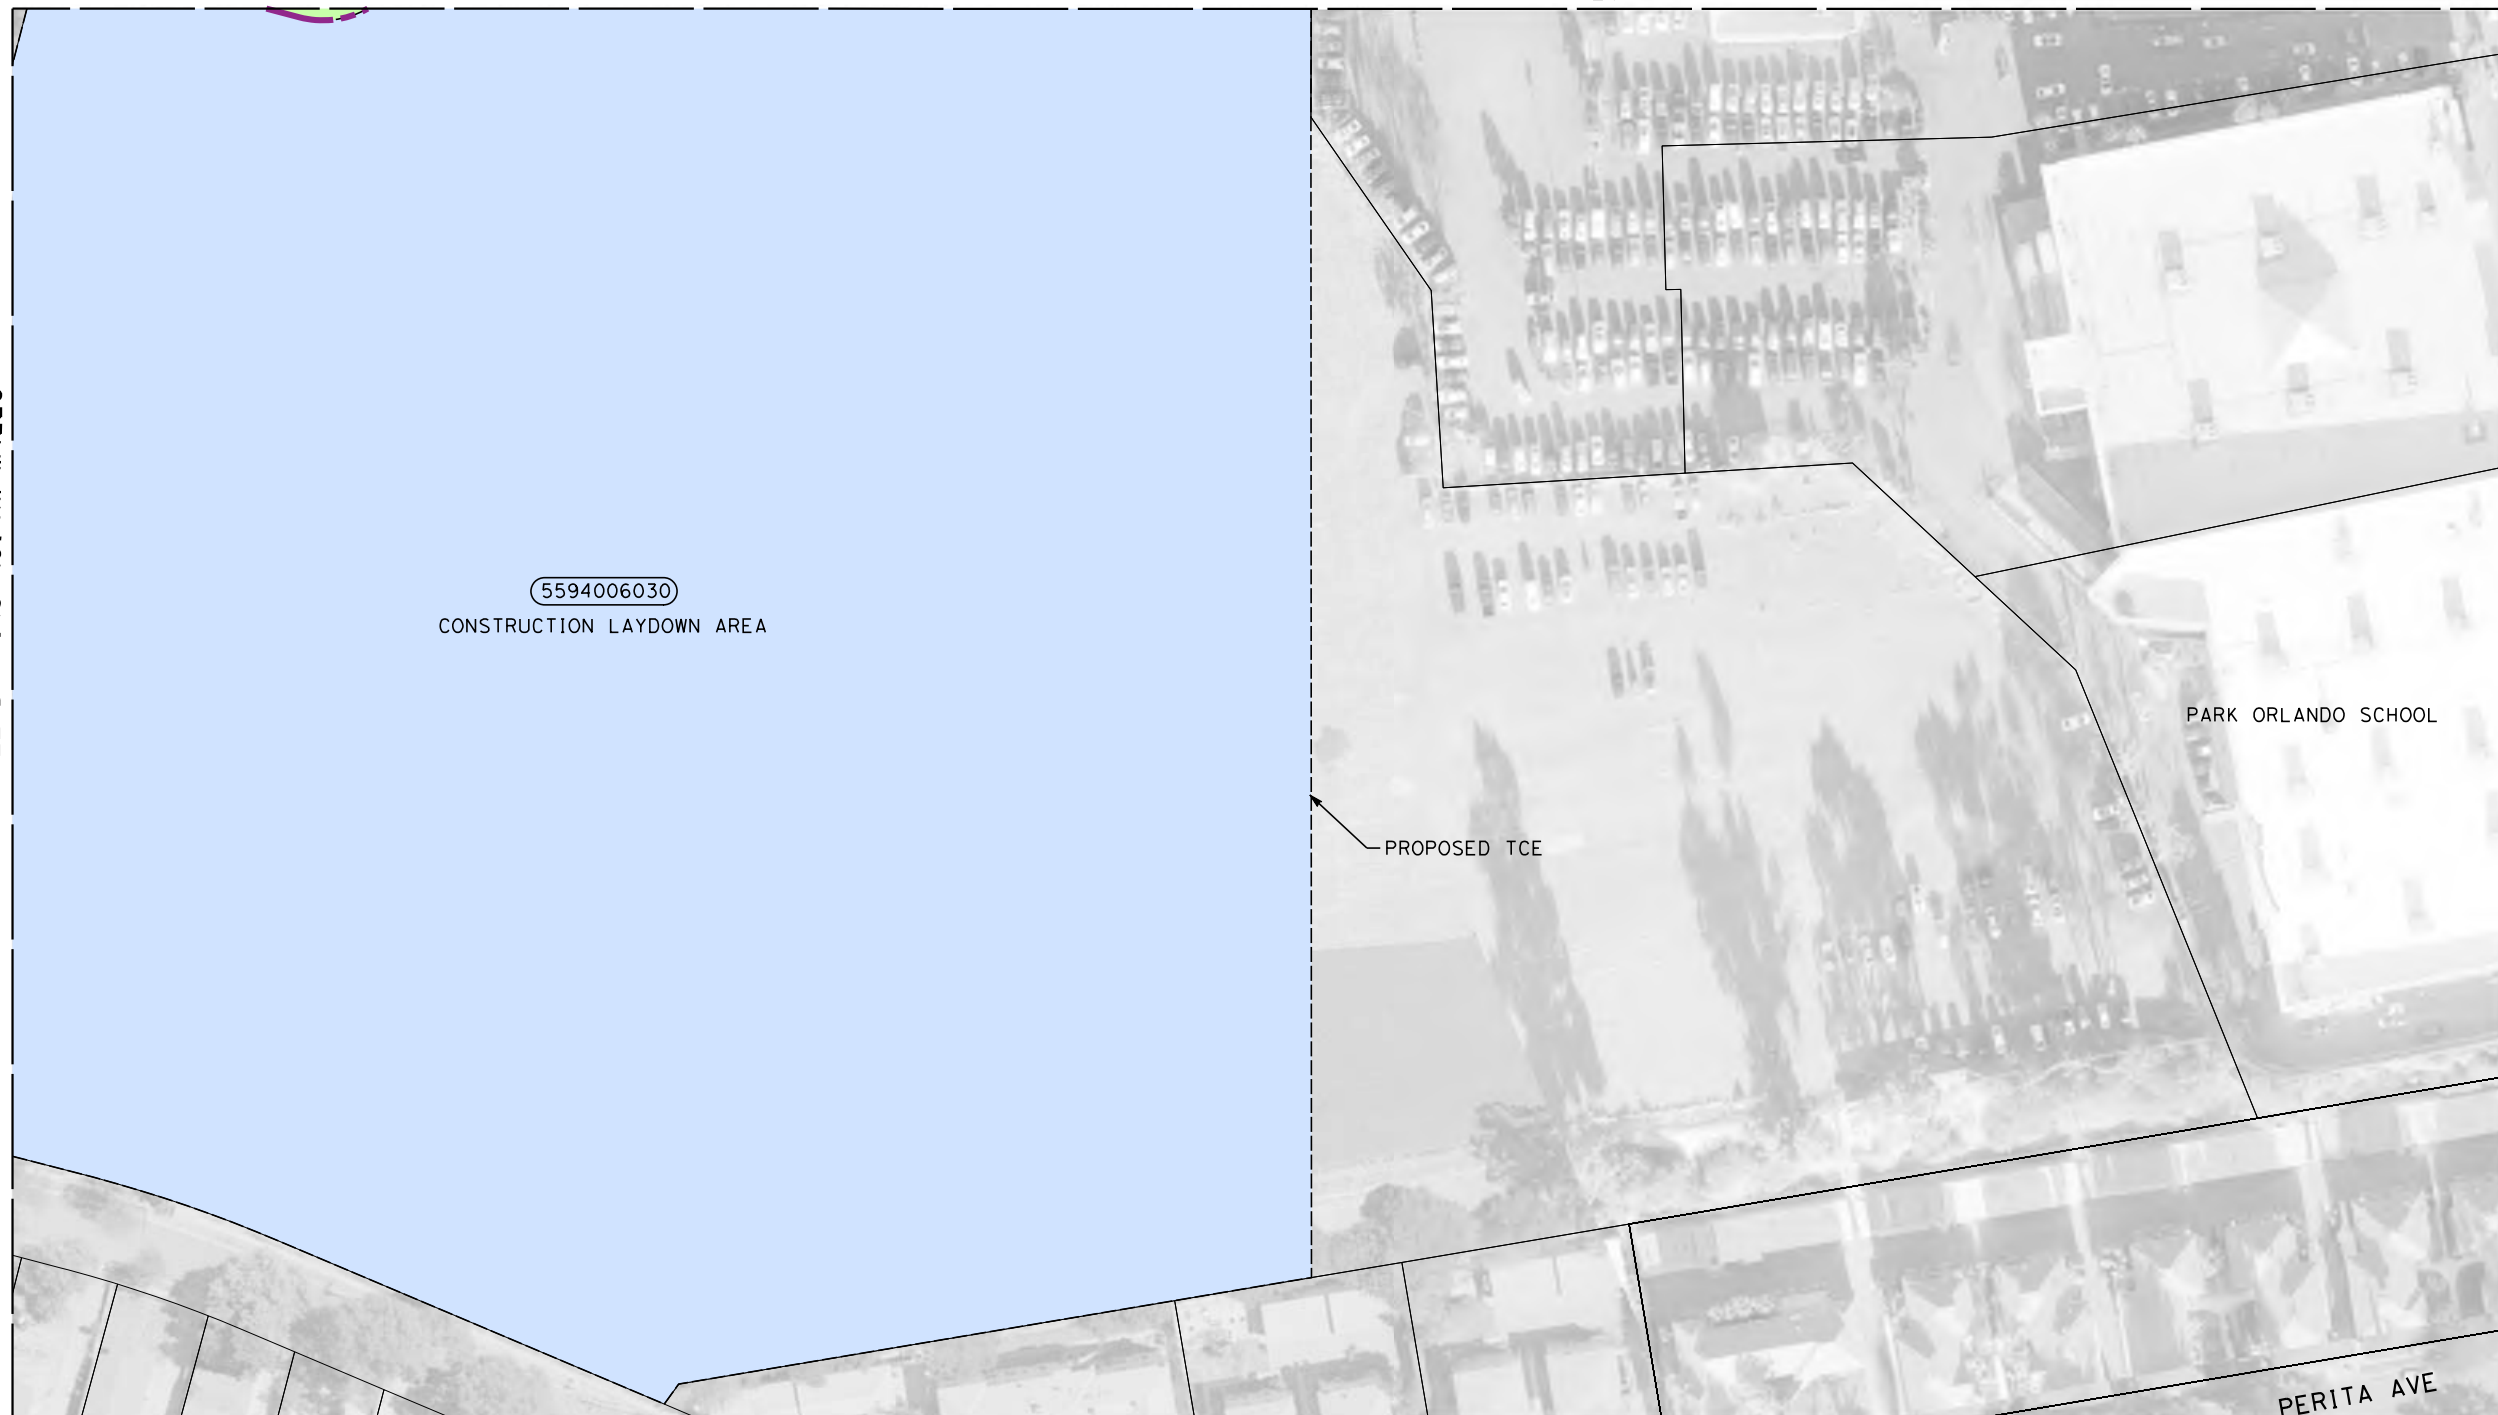 5594006030
CONSTRUCTION LAYDOWN AREA
PARK ORLANDO SCHOOL
PROPOSED TCE
PERITA AVE